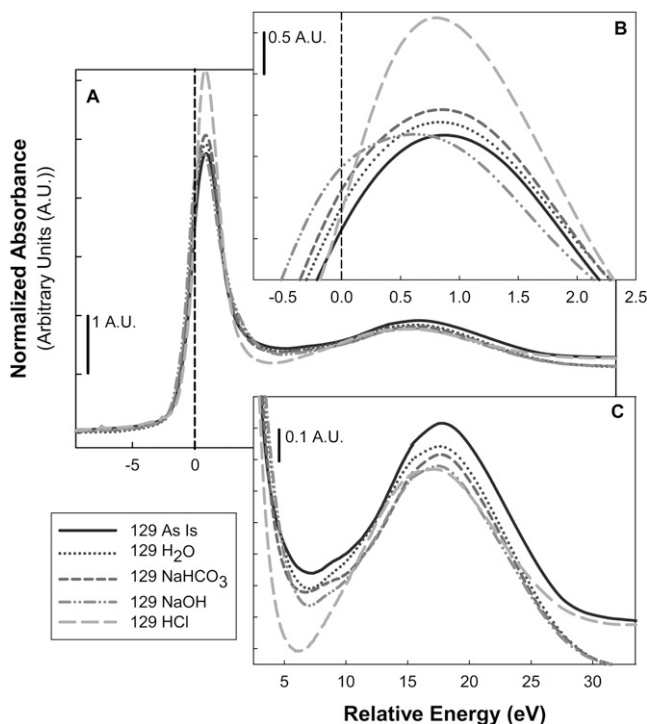 B
0.5 A.U.
A
Normalized Absorbance
(Arbitrary Units (A.U.))
-0.5 0.0 0.5 1.0 1.5 2.0 2.5
1 A.U.
-5 0
C
0.1 A.U.
129 As Is
129 H₂O
129 NaHCO₃
129 NaOH
129 HCl
5 10 15 20 25 30
Relative Energy (eV)